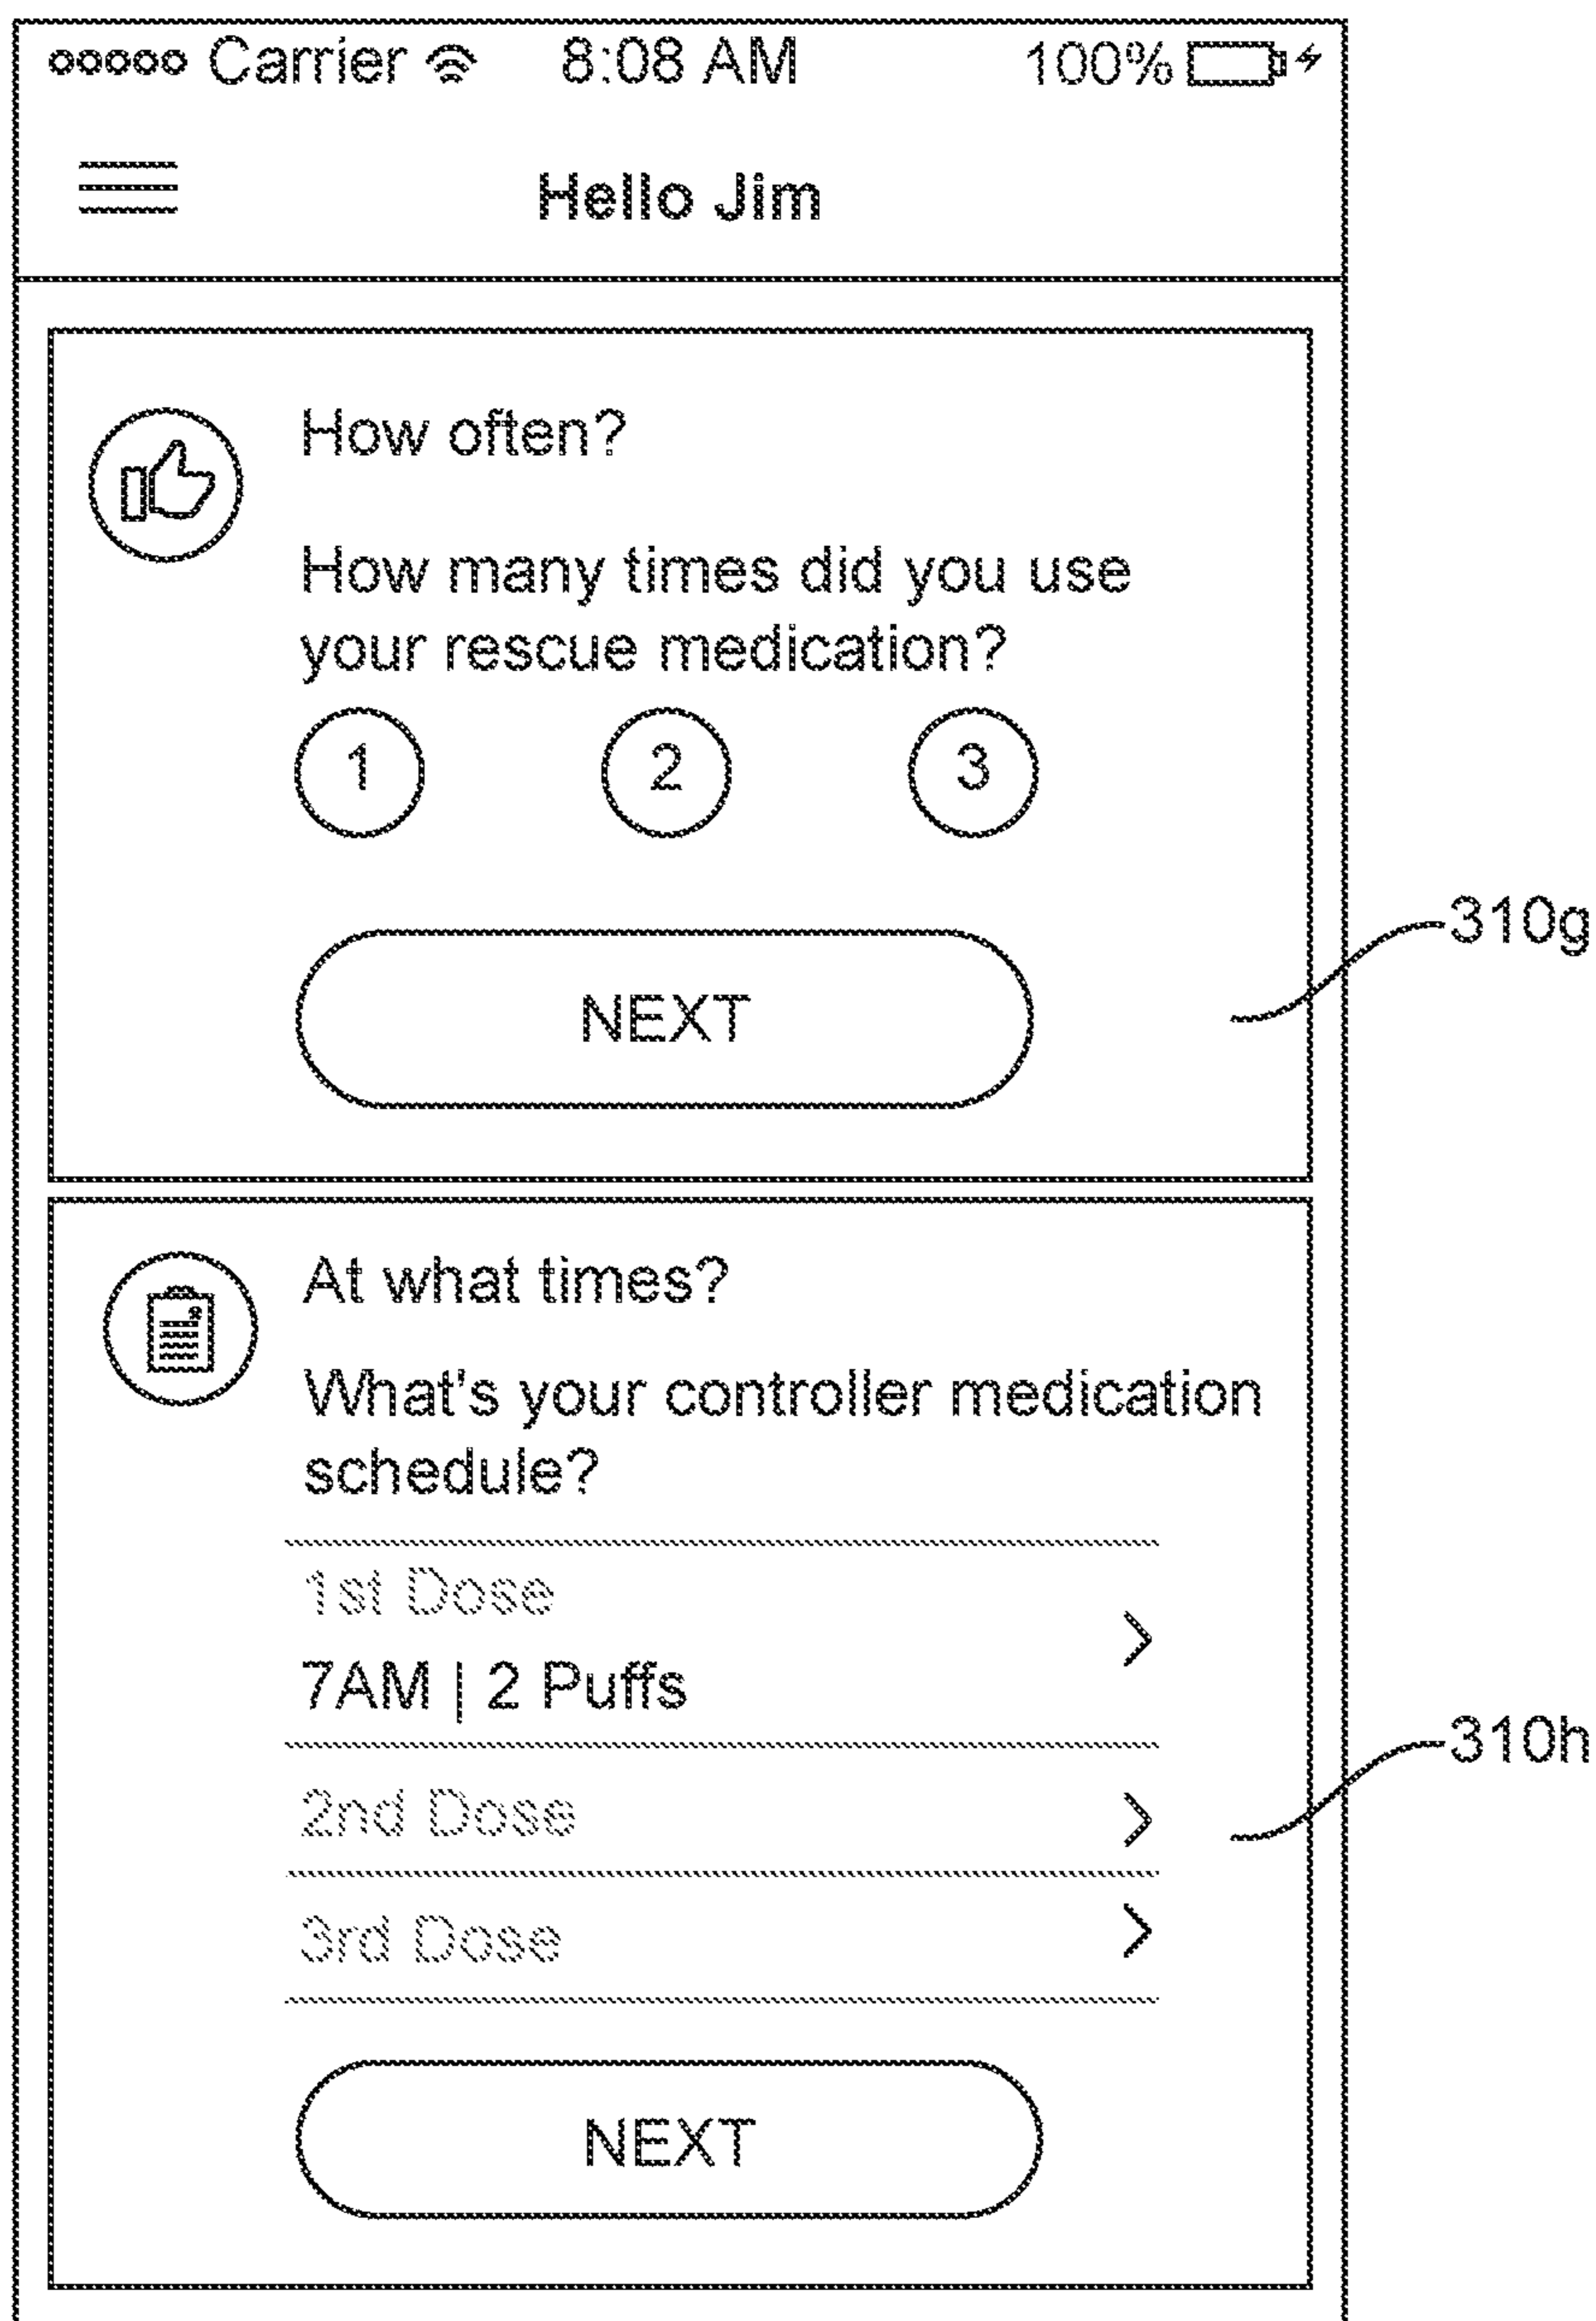 Carrier 8:08 AM 100%
Hello Jim
How often?
How many times did you use
your rescue medication?
1 2 3
310g
NEXT
At what times?
What's your controller medication
schedule?
1st Dose
7AM | 2 Puffs
310h
2nd Dose
3rd Dose
NEXT